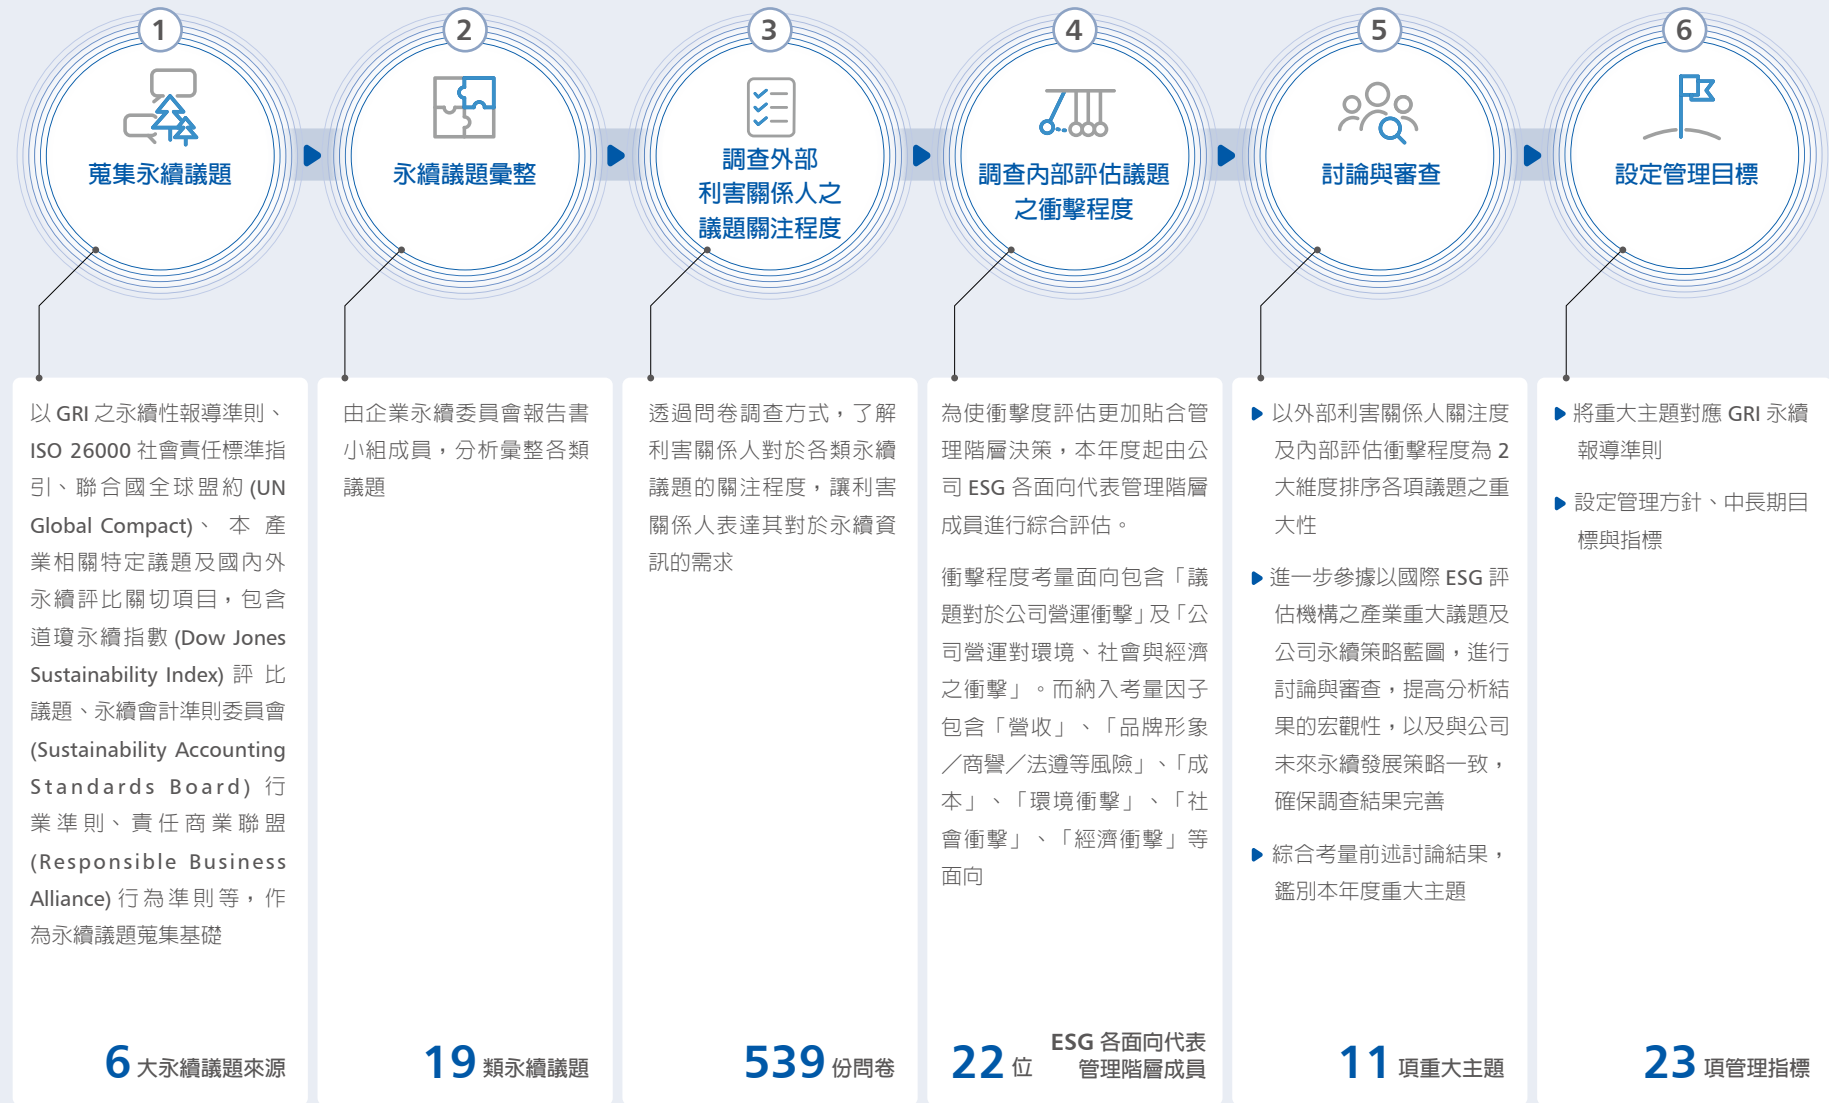 1
蒐集永續議題
以 GRI 之永續性報導準則、
ISO 26000 社會責任標準指
引、聯合國全球盟約 (UN
Global Compact)、本產
業相關特定議題及國內外
永續評比關切項目，包含
道瓊永續指數 (Dow Jones
Sustainability Index) 評比
議題、永續會計準則委員會
(Sustainability Accounting
Standards Board) 行
業準則、責任商業聯盟
(Responsible Business
Alliance) 行為準則等，作
為永續議題蒐集基礎
6 大永續議題來源
2
永續議題彙整
由企業永續委員會報告書
小組成員，分析彙整各類
議題
19 類永續議題
3
調查外部
利害關係人之
議題關注程度
透過問卷調查方式，了解
利害關係人對於各類永續
議題的關注程度，讓利害
關係人表達其對於永續資
訊的需求
539 份問卷
4
調查內部評估議題
之衝擊程度
為使衝擊度評估更加貼合管
理階層決策，本年度起由公
司 ESG 各面向代表管理階層
成員進行綜合評估。
衝擊程度考量面向包含「議
題對於公司營運衝擊」及「公
司營運對環境、社會與經濟
之衝擊」。而納入考量因子
包含「營收」、「品牌形象
／商譽／法遵等風險」、「成
本」、「環境衝擊」、「社
會衝擊」、「經濟衝擊」等
面向
22 位 ESG 各面向代表
管理階層成員
5
討論與審查
以外部利害關係人關注度
及內部評估衝擊程度為 2
大維度排序各項議題之重
大性
進一步參據以國際 ESG 評
估機構之產業重大議題及
公司永續策略藍圖，進行
討論與審查，提高分析結
果的宏觀性，以及與公司
未來永續發展策略一致，
確保調查結果完善
綜合考量前述討論結果，
鑑別本年度重大主題
11 項重大主題
6
設定管理目標
將重大主題對應 GRI 永續
報導準則
設定管理方針、中長期目
標與指標
23 項管理指標